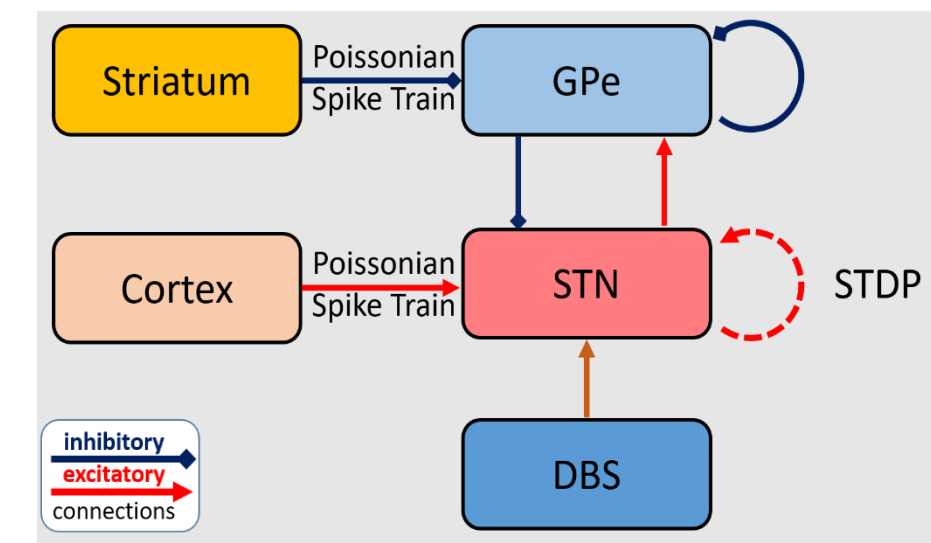 Striatum
Poissonian
Spike Train
GPe
Cortex
Poissonian
Spike Train
STN
STDP
DBS
inhibitory
excitatory
connections